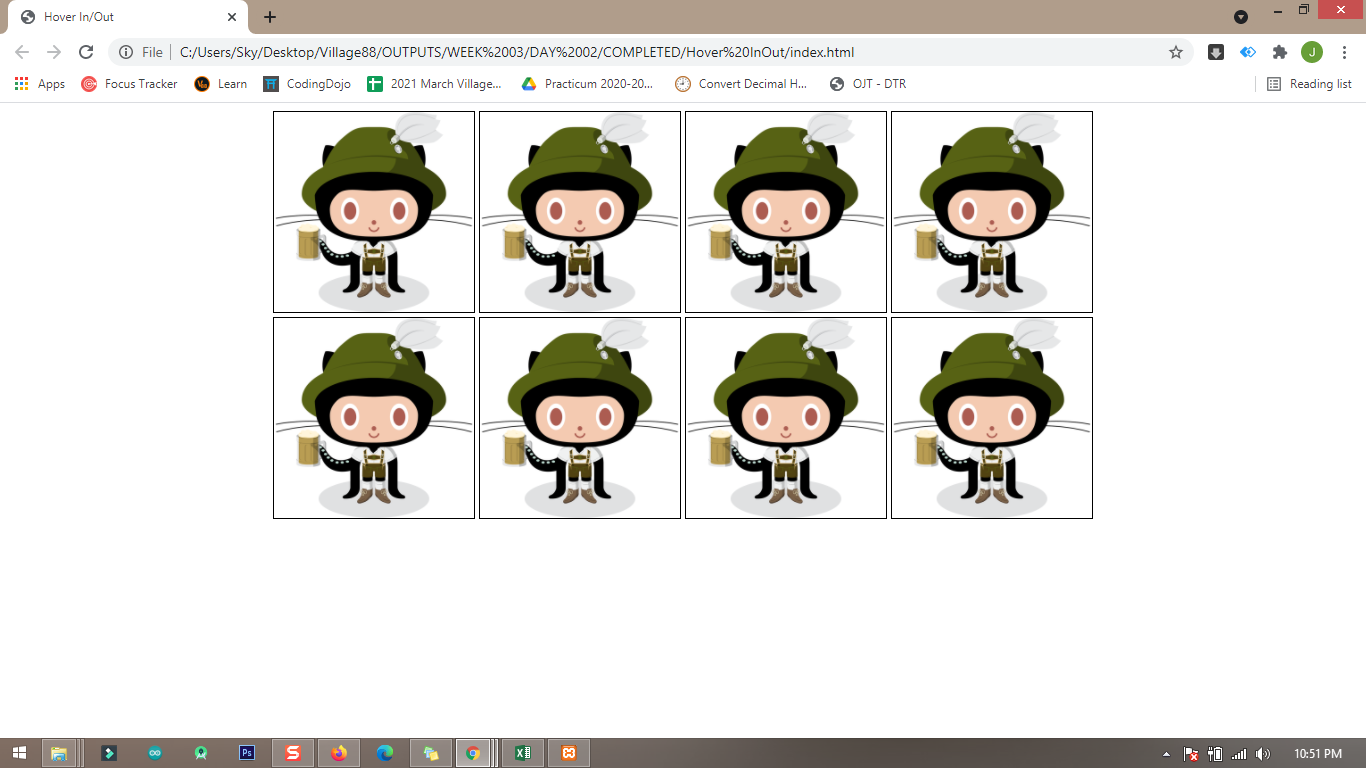 Hover In/Out
File C:/Users/Sky/Desktop/Village88/OUTPUTS/WEEK%2003/DAY%2002/COMPLETED/Hover%20InOut/index.html J
Apps Focus Tracker Learn CodingDojo 2021 March Village... Practicum 2020-20... Convert Decimal H... OJT - DTR Reading list
Ps S 10:51 PM